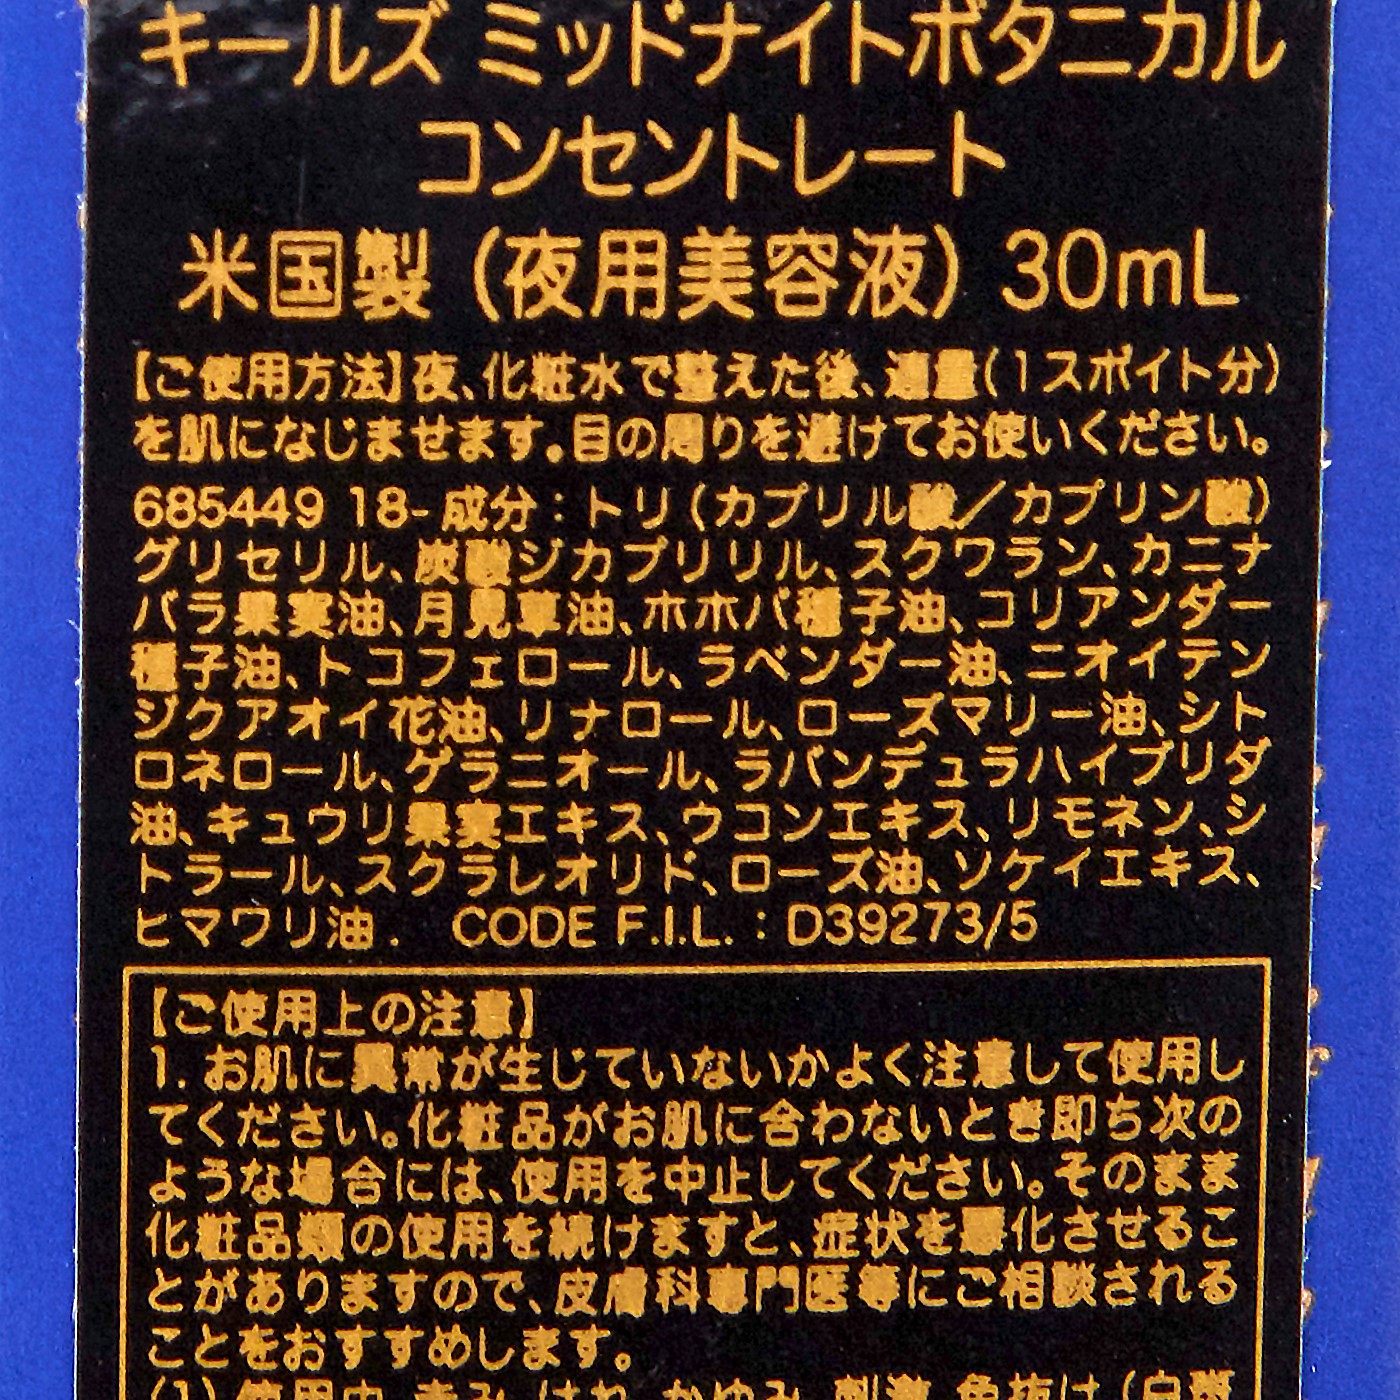 キールズ ミッドナイトボタニカル
コンセントレート
米国製（夜用美容液）30mL
【ご使用方法】夜、化粧水で整えた後、適量（1スポイト分）
を肌になじませます。目の周りを避けてお使いください。
685449 18- 成分：トリ（カプリル酸／カプリン酸）
グリセリル、炭酸ジカプリリル、スクワラン、カニナ
バラ果実油、月見草油、ホホバ種子油、コリアンダー
種子油、トコフェロール、ラベンダー油、ニオイテン
ジクアオイ花油、リナロール、ローズマリー油、シト
ロネロール、ゲラニオール、ラバンデュラハイブリダ
油、キュウリ果実エキス、ウコンエキス、リモネン、シ
トラール、スクラレオリド、ローズ油、ソケイエキス、
ヒマワリ油． CODE F.I.L.：D39273/5
【ご使用上の注意】
1. お肌に異常が生じていないかよく注意して使用し
てください。化粧品がお肌に合わないとき即ち次の
ような場合には、使用を中止してください。そのまま
化粧品類の使用を続けますと、症状を悪化させるこ
とがありますので、皮膚科専門医等にご相談される
ことをおすすめします。
(1) 使用中、赤み、はれ、かゆみ、刺激、色抜け（白斑